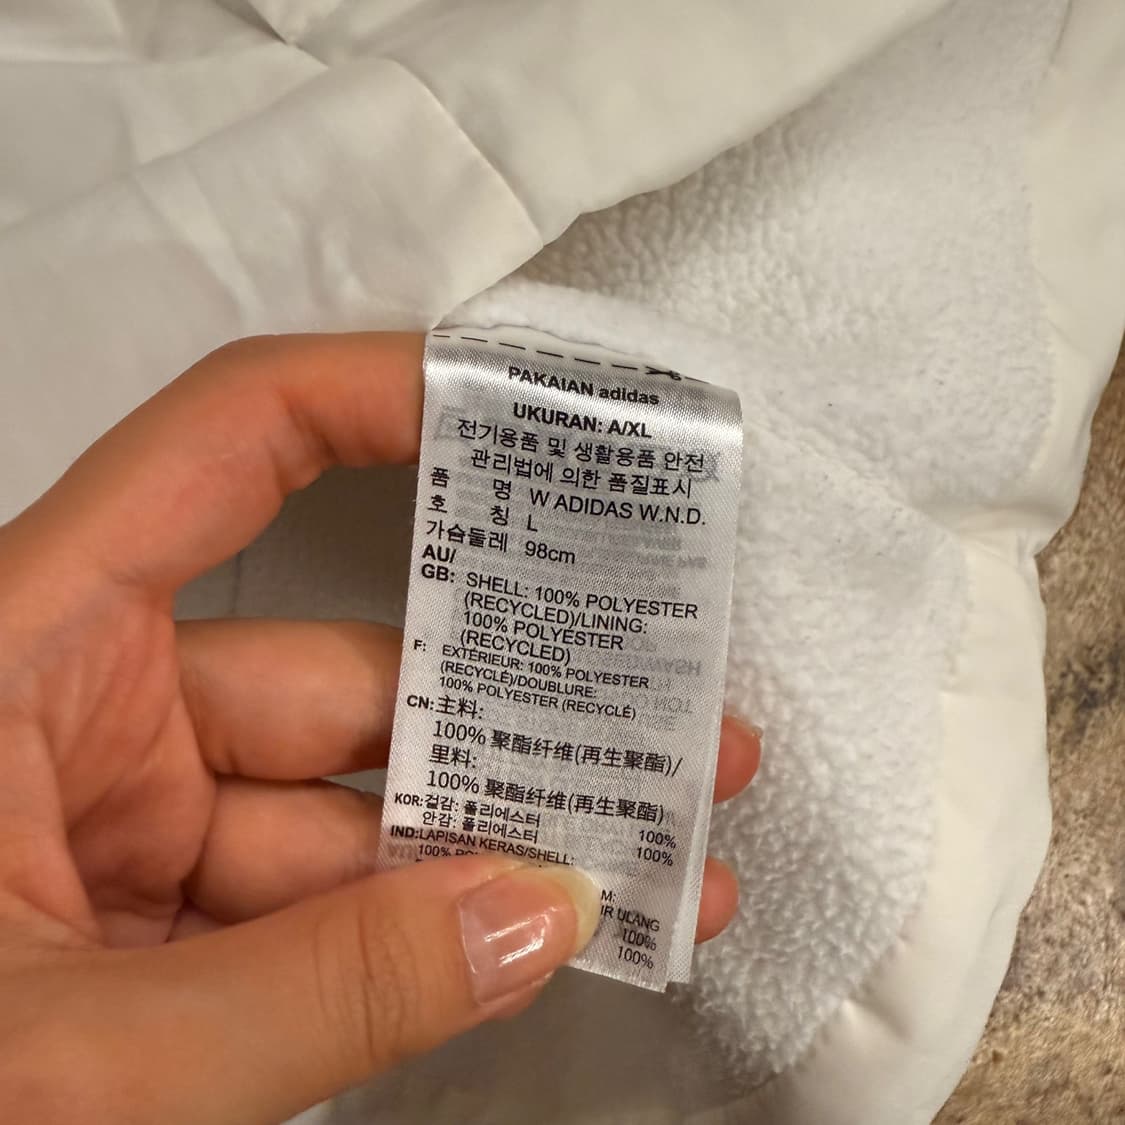 PAKAIAN adidas
UKURAN: A/XL
전기용품 및 생활용품 안전
관리법에 의한 품질표시
품 명 W ADIDAS W.N.D.
호 칭 L
가슴둘레 98cm
AU/
GB: SHELL: 100% POLYESTER
(RECYCLED)/LINING:
100% POLYESTER
(RECYCLED)
F: EXTÉRIEUR: 100% POLYESTER
(RECYCLÉ)/DOUBLURE:
100% POLYESTER (RECYCLÉ)
CN:主料:
100% 聚酯纤维(再生聚酯)/
里料:
100% 聚酯纤维(再生聚酯)
KOR:겉감: 폴리에스터 100%
안감: 폴리에스터 100%
IND:LAPISAN KERAS/SHELL:
100%
ULANG
100%
100%